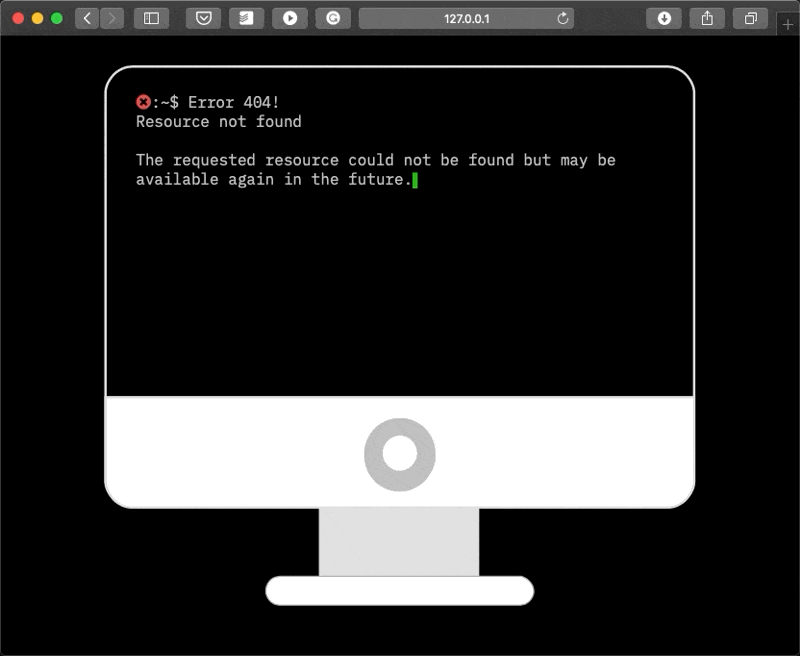 127.0.0.1
:~$ Error 404!
Resource not found
The requested resource could not be found but may be
available again in the future.